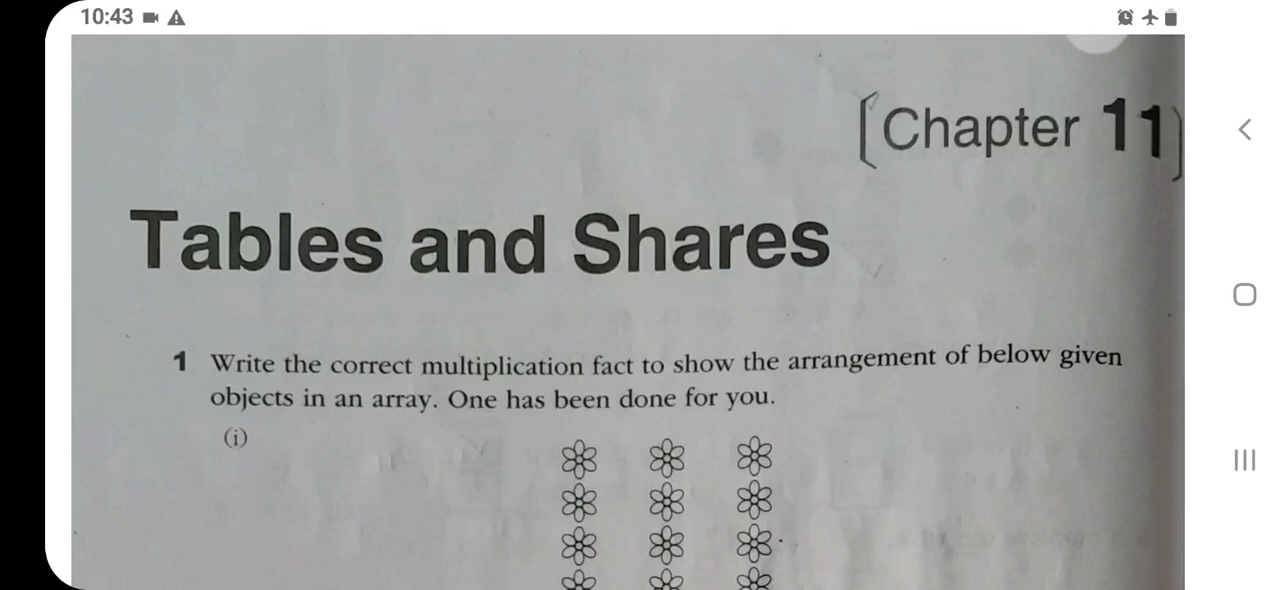 10:43
[Chapter 11]
Tables and Shares
1 Write the correct multiplication fact to show the arrangement of below given
objects in an array. One has been done for you.
(i)